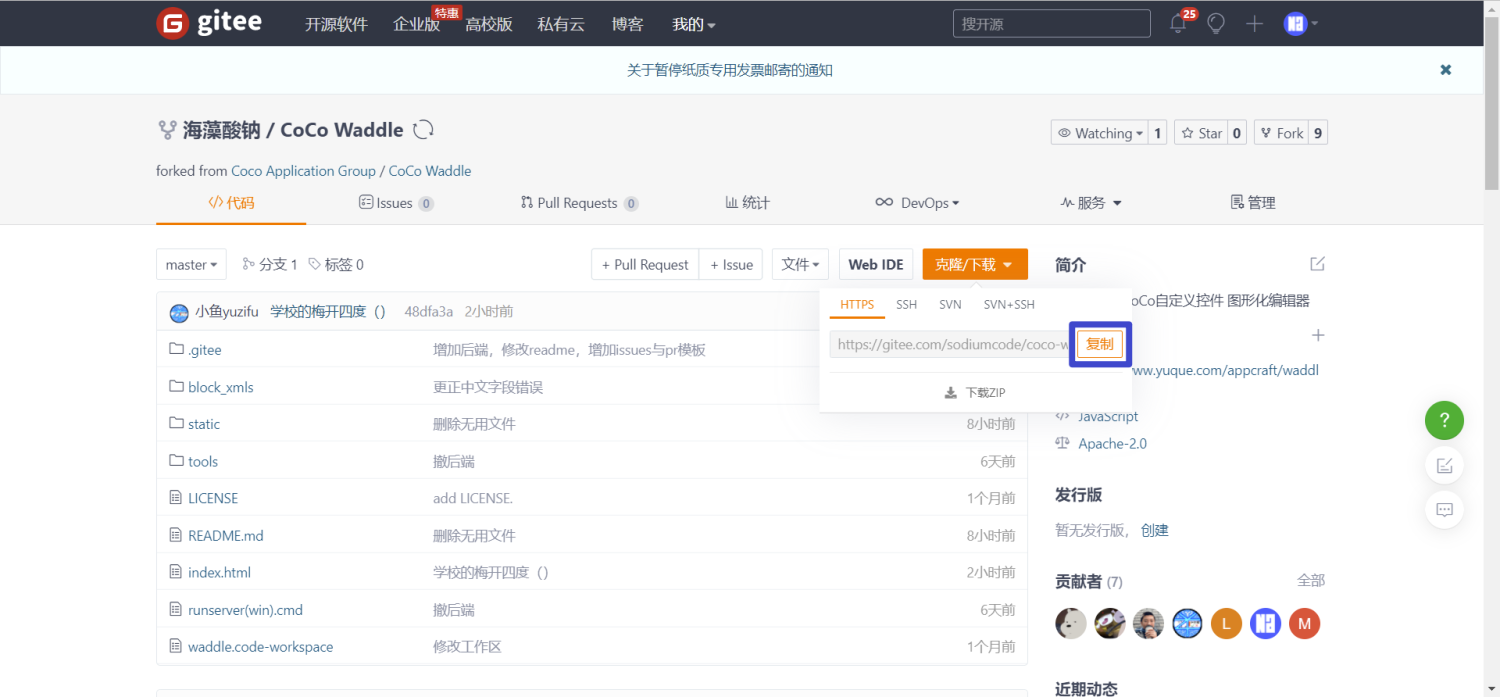 gitee 开源软件 企业版 特惠 高校版 私有云 博客 我的 搜开源 25
关于暂停纸质专用发票邮寄的通知
海藻酸钠 / CoCo Waddle
Watching 1 Star 0 Fork 9
forked from Coco Application Group / CoCo Waddle
代码 Issues 0 Pull Requests 0 统计 DevOps 服务 管理
master 分支 1 标签 0 + Pull Request + Issue 文件 Web IDE 克隆/下载 简介
小鱼yuzifu 学校的梅开四度（） 48dfa3a 2小时前
HTTPS SSH SVN SVN+SSH
oCo自定义控件 图形化编辑器
https://gitee.com/sodiumcode/coco-w 复制
下载ZIP
ww.yuque.com/appcraft/waddl
JavaScript
Apache-2.0
.gitee 增加后端，修改readme，增加issues与pr模板
block_xmls 更正中文字段错误
static 删除无用文件 8小时前
tools 撤后端 6天前
LICENSE add LICENSE. 1个月前
README.md 删除无用文件 8小时前
index.html 学校的梅开四度（） 2小时前
runserver(win).cmd 撤后端 6天前
waddle.code-workspace 修改工作区 1个月前
发行版
暂无发行版， 创建
贡献者 (7) 全部
L M
近期动态
?